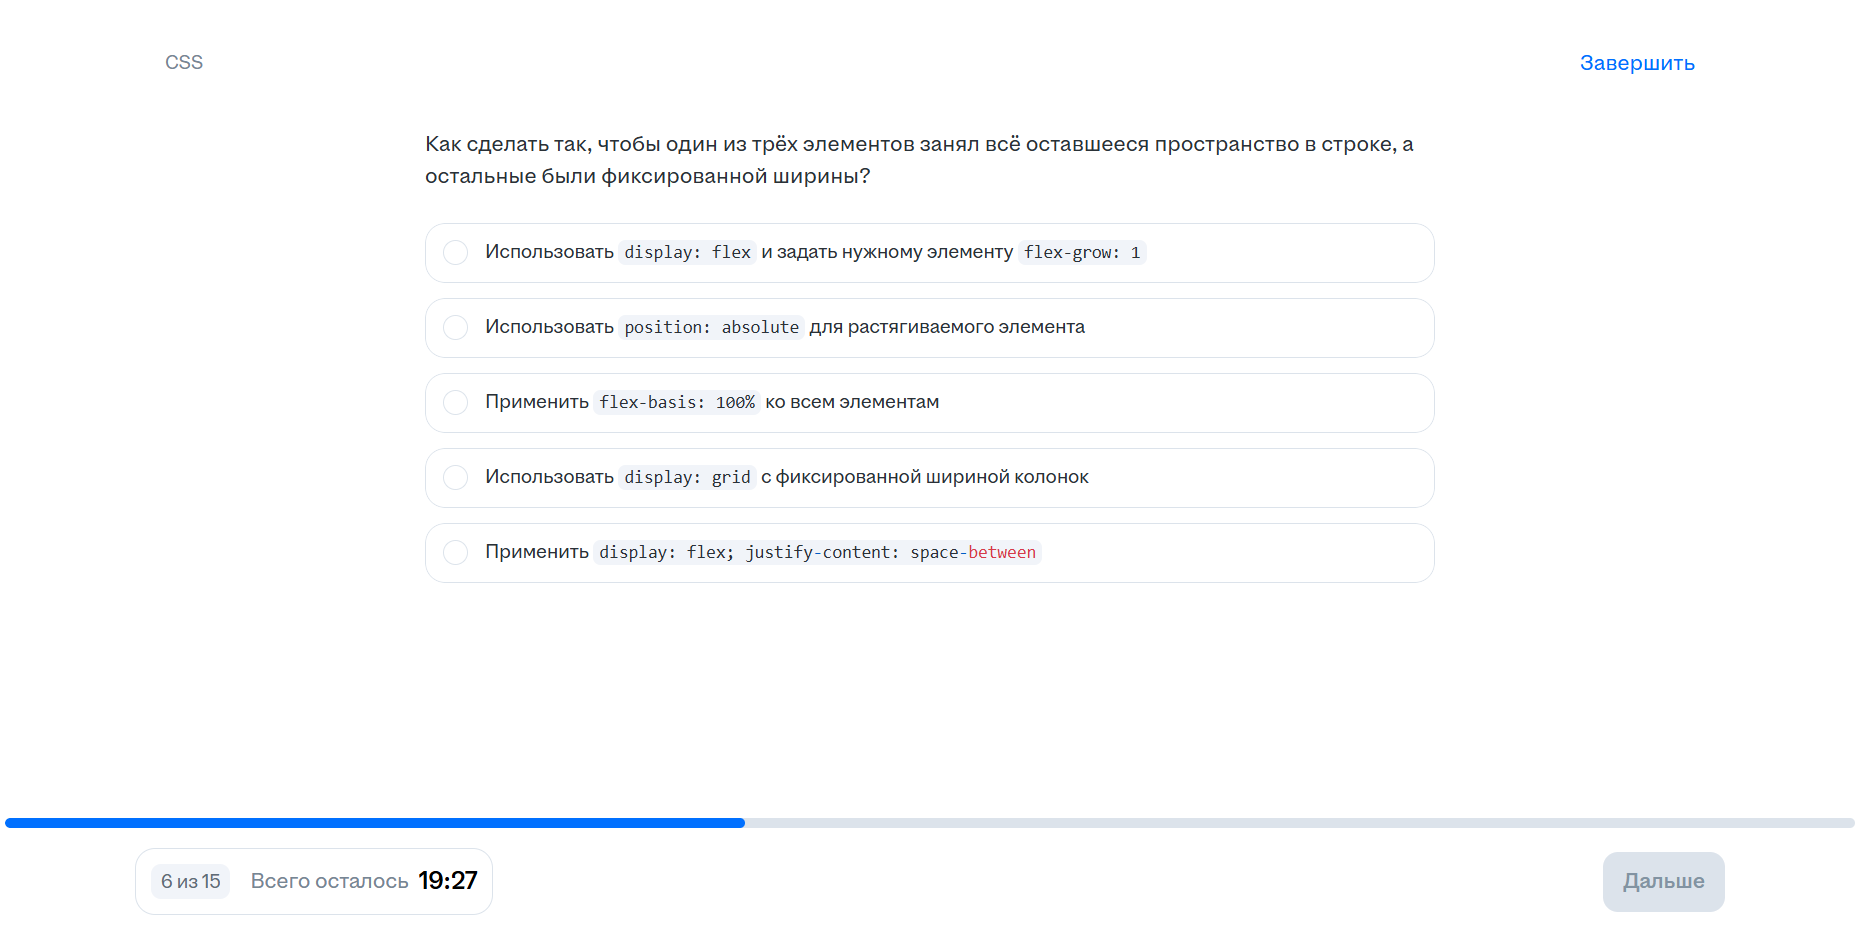 CSS
Завершить
Как сделать так, чтобы один из трёх элементов занял всё оставшееся пространство в строке, а
остальные были фиксированной ширины?
Использовать display: flex и задать нужному элементу flex-grow: 1
Использовать position: absolute для растягиваемого элемента
Применить flex-basis: 100% ко всем элементам
Использовать display: grid с фиксированной шириной колонок
Применить display: flex; justify-content: space-between
6 из 15 Всего осталось 19:27
Дальше